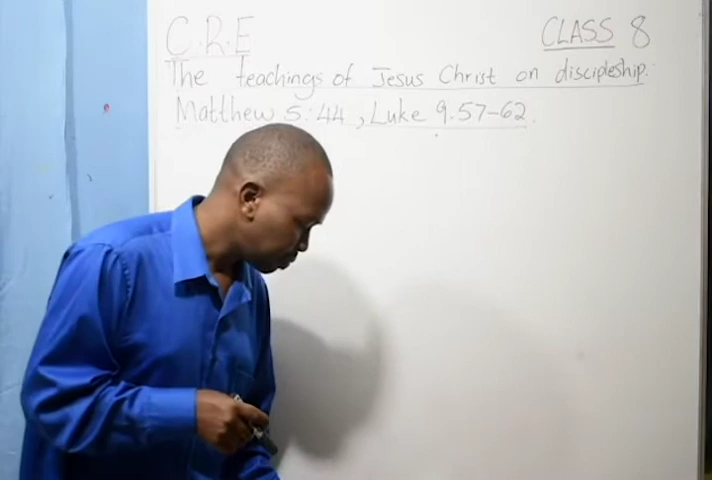 C.R.E CLASS 8
The teachings of Jesus Christ on discipleship.
Matthew 5:44, Luke 9.57-62.